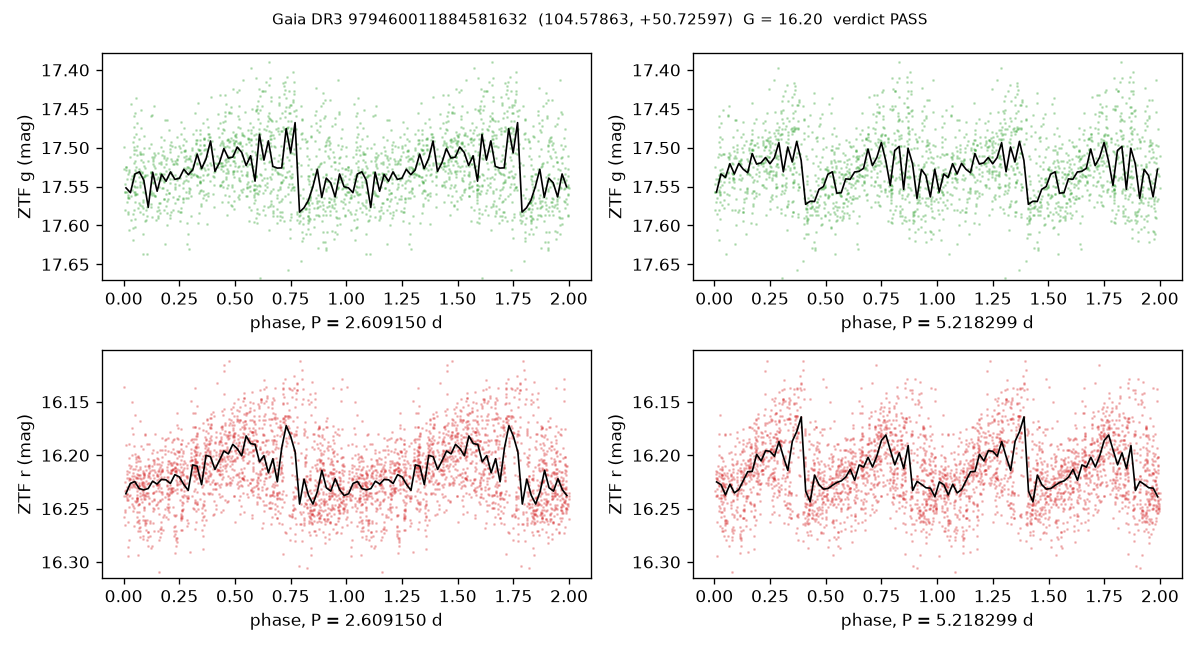 Gaia DR3 979460011884581632 (104.57863, +50.72597) G = 16.20 verdict PASS
ZTF g (mag)
17.40
17.45
17.50
17.55
17.60
17.65
0.00 0.25 0.50 0.75 1.00 1.25 1.50 1.75 2.00
phase, P = 2.609150 d
ZTF g (mag)
17.40
17.45
17.50
17.55
17.60
17.65
0.00 0.25 0.50 0.75 1.00 1.25 1.50 1.75 2.00
phase, P = 5.218299 d
ZTF r (mag)
16.15
16.20
16.25
16.30
0.00 0.25 0.50 0.75 1.00 1.25 1.50 1.75 2.00
phase, P = 2.609150 d
ZTF r (mag)
16.15
16.20
16.25
16.30
0.00 0.25 0.50 0.75 1.00 1.25 1.50 1.75 2.00
phase, P = 5.218299 d